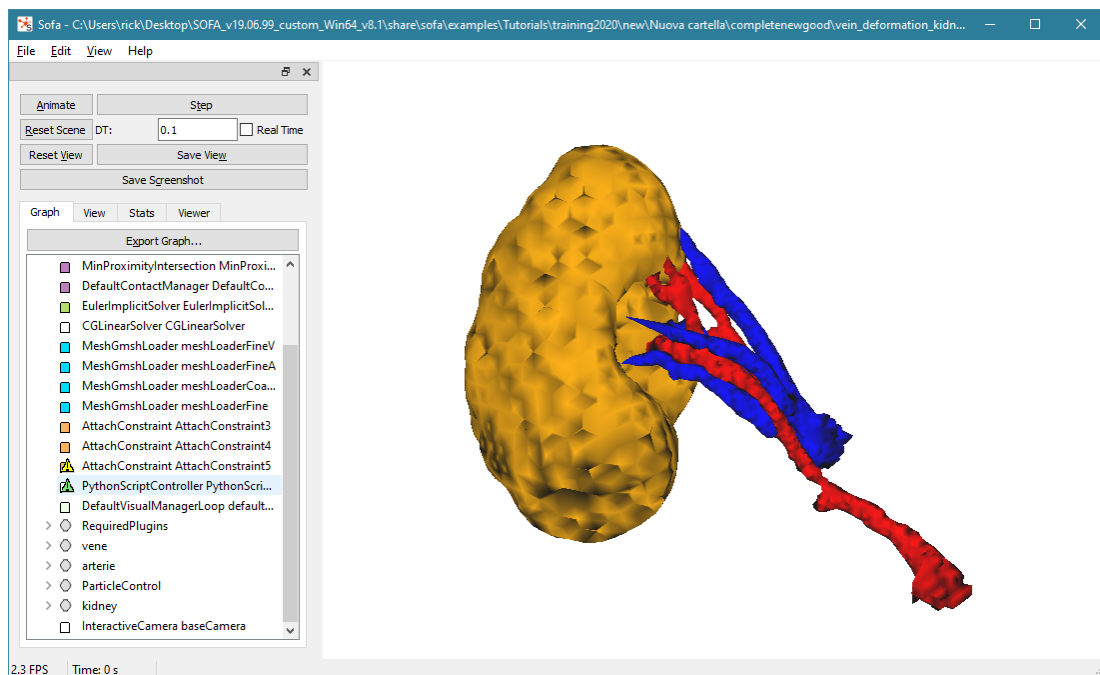 Sofa - C:\Users\rick\Desktop\SOFA_v19.06.99_custom_Win64_v8.1\share\sofa\examples\Tutorials\training2020\new\Nuova cartella\completenewgood\vein_deformation_kidn...
File Edit View Help
Animate Step
Reset Scene DT: 0.1 Real Time
Reset View Save View
Save Screenshot
Graph View Stats Viewer
Export Graph...
MinProximityIntersection MinProxi...
DefaultContactManager DefaultCo...
EulerImplicitSolver EulerImplicitSol...
CGLinearSolver CGLinearSolver
MeshGmshLoader meshLoaderFineV
MeshGmshLoader meshLoaderFineA
MeshGmshLoader meshLoaderCoa...
MeshGmshLoader meshLoaderFine
AttachConstraint AttachConstraint3
AttachConstraint AttachConstraint4
AttachConstraint AttachConstraint5
PythonScriptController PythonScri...
DefaultVisualManagerLoop default...
RequiredPlugins
vene
arterie
ParticleControl
kidney
InteractiveCamera baseCamera
2.3 FPS Time: 0 s